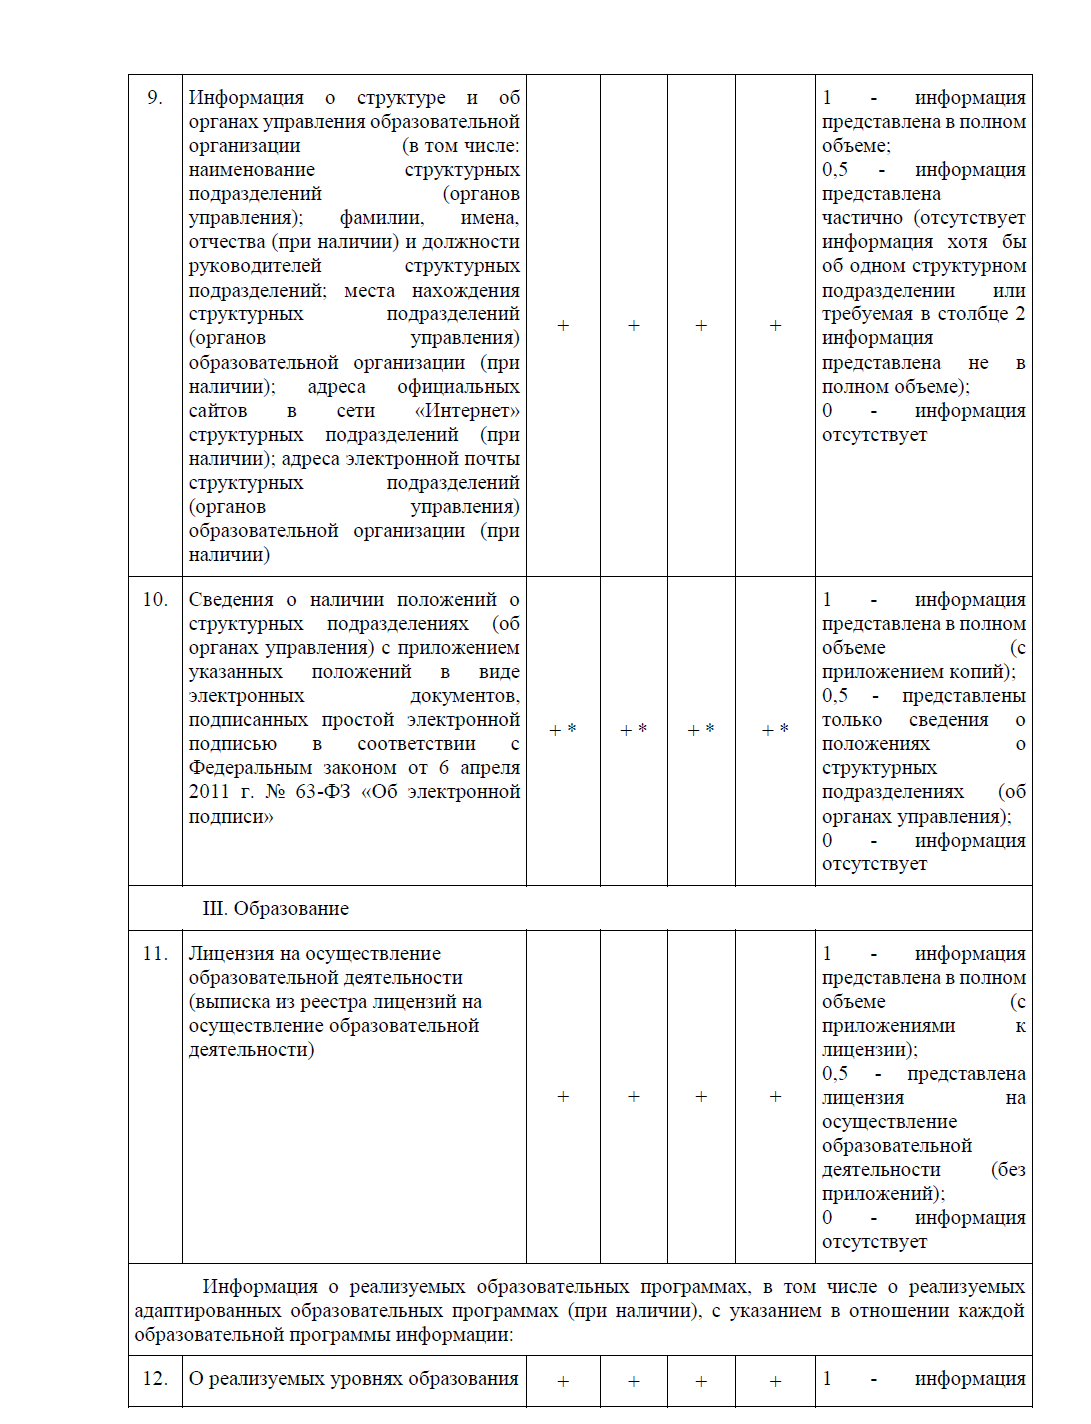 9.
Информация о структуре и об
органах управления образовательной
организации (в том числе:
наименование структурных
подразделений (органов
управления); фамилии, имена,
отчества (при наличии) и должности
руководителей структурных
подразделений; места нахождения
структурных подразделений
(органов управления)
образовательной организации (при
наличии); адреса официальных
сайтов в сети «Интернет»
структурных подразделений (при
наличии); адреса электронной почты
структурных подразделений
(органов управления)
образовательной организации (при
наличии)
+ + + +
1 - информация
представлена в полном
объеме;
0,5 - информация
представлена
частично (отсутствует
информация хотя бы
об одном структурном
подразделении или
требуемая в столбце 2
информация
представлена не в
полном объеме);
0 - информация
отсутствует
10.
Сведения о наличии положений о
структурных подразделениях (об
органах управления) с приложением
указанных положений в виде
электронных документов,
подписанных простой электронной
подписью в соответствии с
Федеральным законом от 6 апреля
2011 г. № 63-ФЗ «Об электронной
подписи»
+ * + * + * + *
1 - информация
представлена в полном
объеме (с
приложением копий);
0,5 - представлены
только сведения о
положениях о
структурных
подразделениях (об
органах управления);
0 - информация
отсутствует
III. Образование
11.
Лицензия на осуществление
образовательной деятельности
(выписка из реестра лицензий на
осуществление образовательной
деятельности)
+ + + +
1 - информация
представлена в полном
объеме (с
приложениями к
лицензии);
0,5 - представлена
лицензия на
осуществление
образовательной
деятельности (без
приложений);
0 - информация
отсутствует
Информация о реализуемых образовательных программах, в том числе о реализуемых
адаптированных образовательных программах (при наличии), с указанием в отношении каждой
образовательной программы информации:
12.
О реализуемых уровнях образования
+ + + +
1 - информация